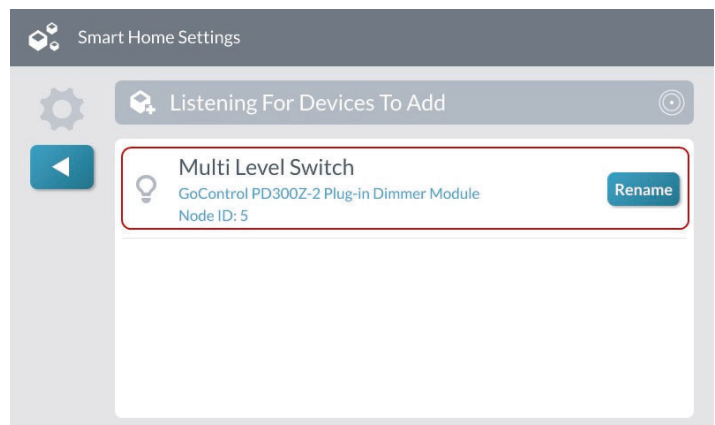 Smart Home Settings
Listening For Devices To Add
Multi Level Switch
GoControl PD300Z-2 Plug-in Dimmer Module
Node ID: 5
Rename